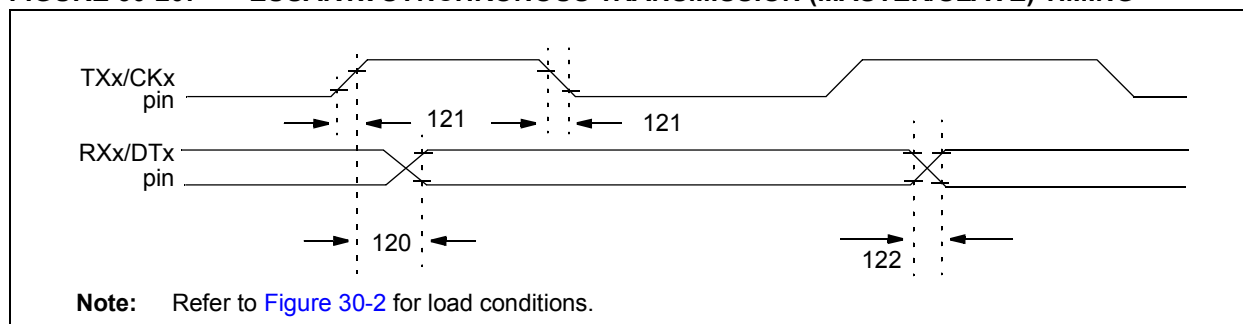 TXx/CKx
pin
121
121
RXx/DTx
pin
120
122
Note: Refer to Figure 30-2 for load conditions.